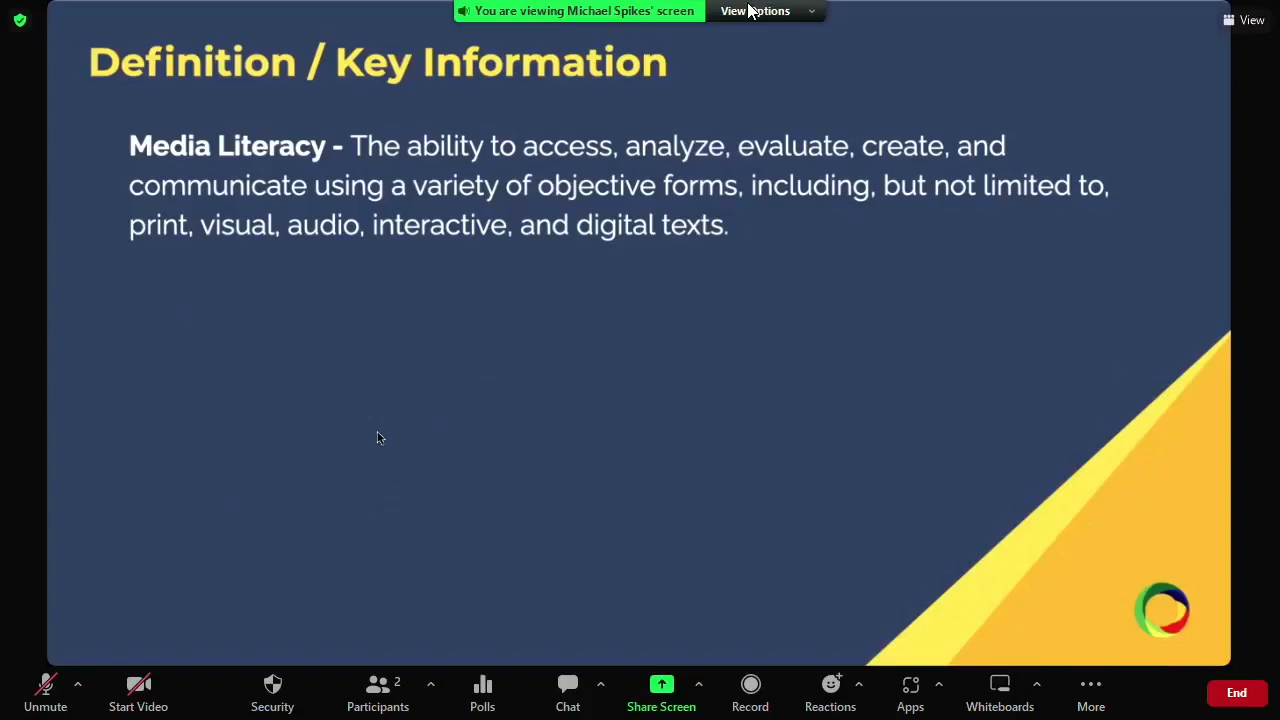 You are viewing Michael Spikes' screen
View Options
View
Definition / Key Information
Media Literacy - The ability to access, analyze, evaluate, create, and
communicate using a variety of objective forms, including, but not limited to,
print, visual, audio, interactive, and digital texts.
2
Unmute
Start Video
Security
Participants
Polls
Chat
Share Screen
Record
Reactions
Apps
Whiteboards
More
End